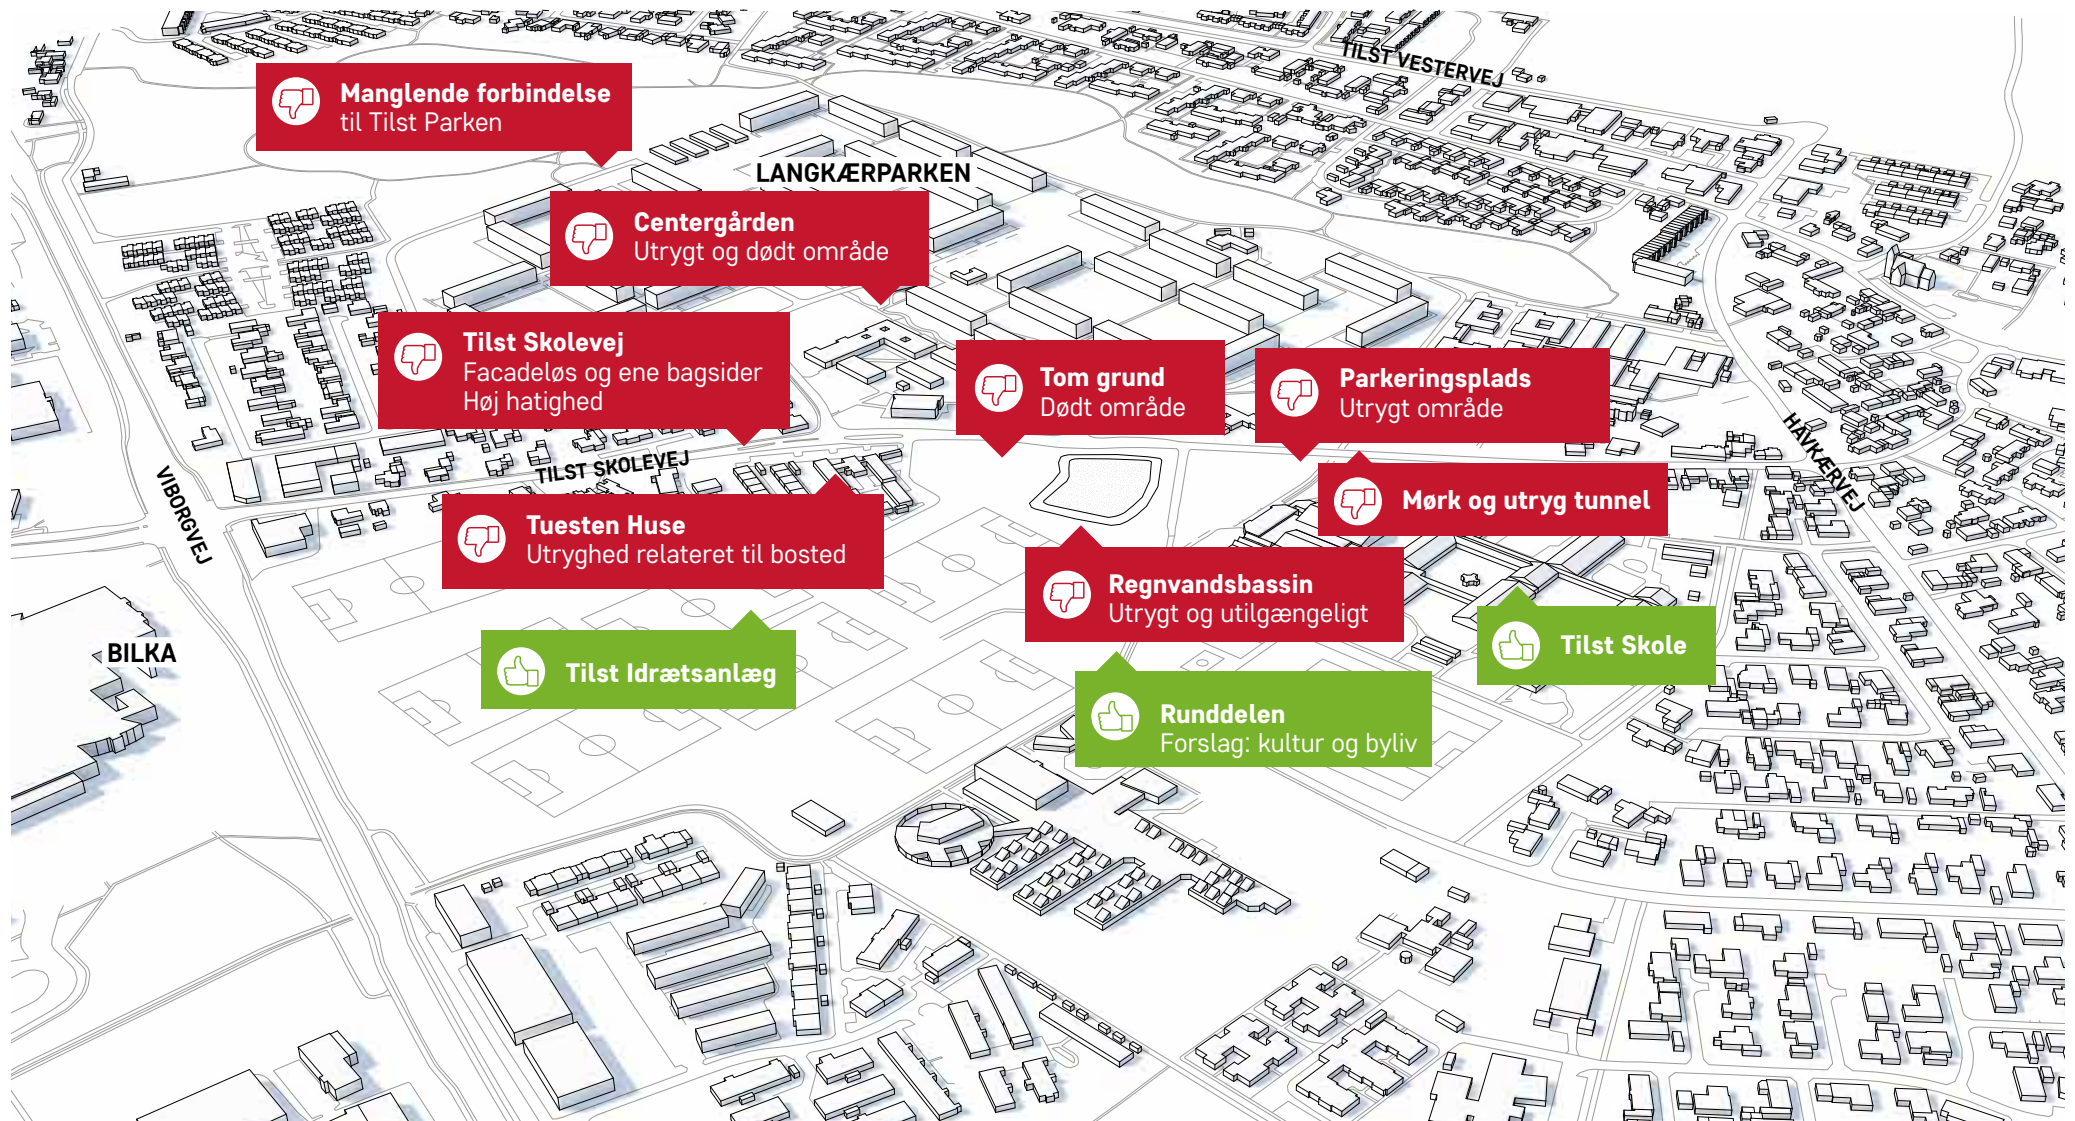 TILST VESTERVEJ
Manglende forbindelse
til Tilst Parken
LANGKÆRPARKEN
Centergården
Utrygt og dødt område
Tilst Skolevej
Facadeløs og ene bagsider
Høj hatighed
Tom grund
Dødt område
Parkeringsplads
Utrygt område
HAVKÆRVEJ
TILST SKOLEVEJ
VIBORGVEJ
Mørk og utryg tunnel
Tuesten Huse
Utryghed relateret til bosted
Regnvandsbassin
Utrygt og utilgængeligt
BILKA
Tilst Idrætsanlæg
Tilst Skole
Runddelen
Forslag: kultur og byliv